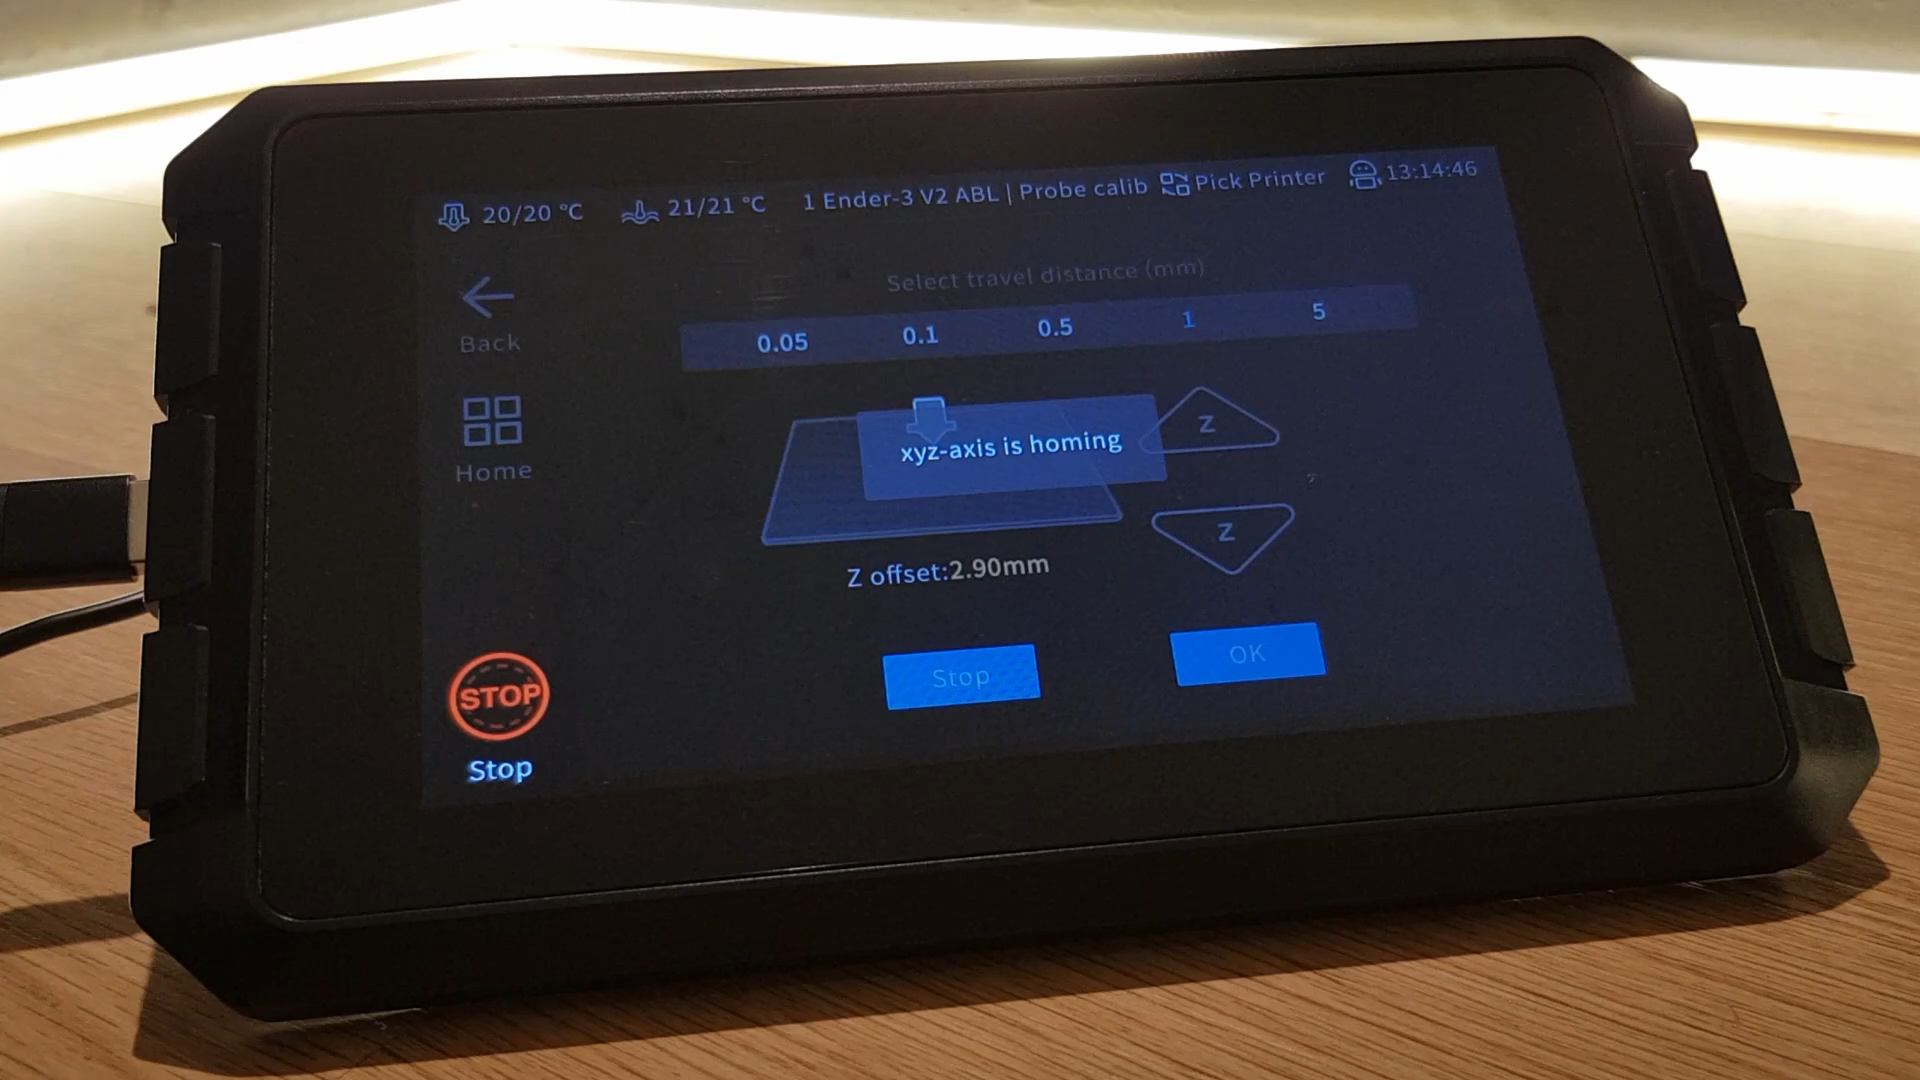 20/20 °C 21/21 °C 1 Ender-3 V2 ABL | Probe calib Pick Printer 13:14:46
Select travel distance (mm)
0.05 0.1 0.5 1 5
Back
Home
Z
xyz-axis is homing
Z
Z offset:2.90mm
Stop OK
STOP
Stop